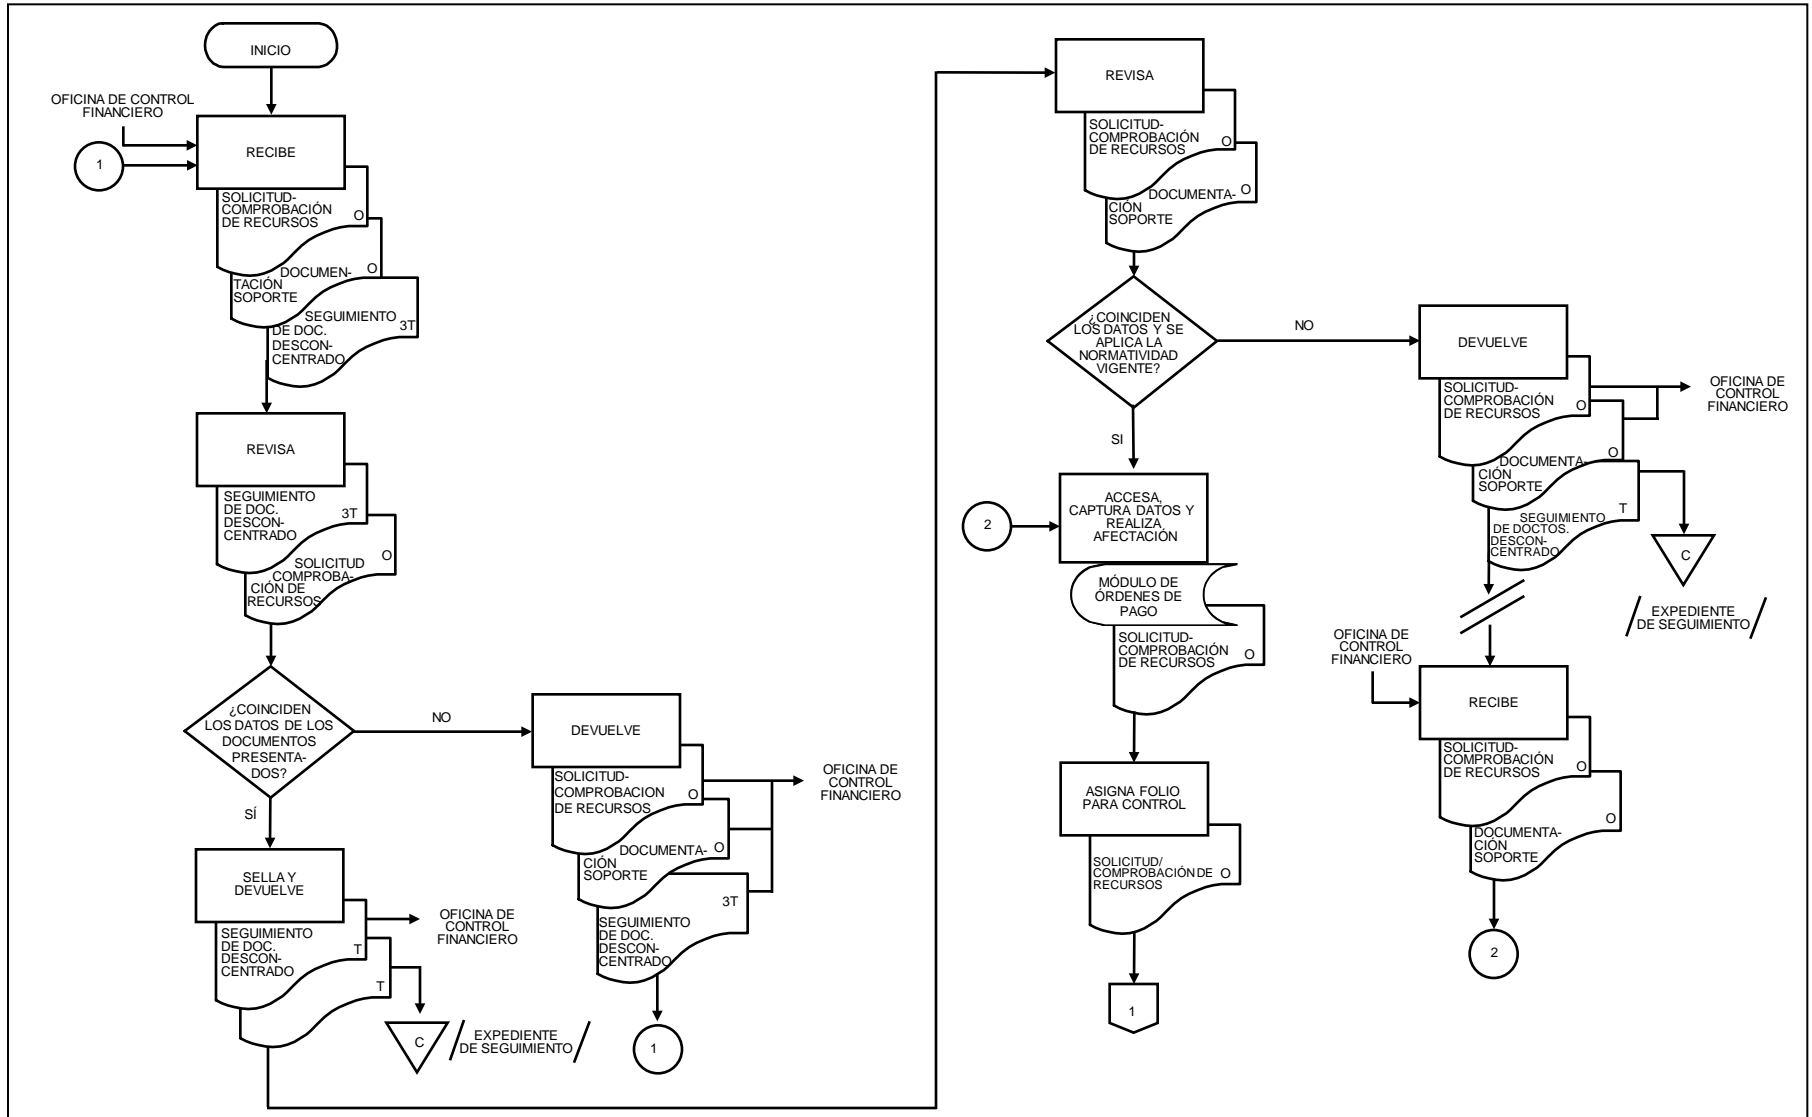 INICIO
OFICINA DE CONTROL
FINANCIERO
1
RECIBE
SOLICITUD-
COMPROBACIÓN
DE RECURSOS
O
DOCUMEN-
TACIÓN
SOPORTE
O
SEGUIMIENTO
DE DOC.
DESCON-
CENTRADO
3T
REVISA
SEGUIMIENTO
DE DOC.
DESCON-
CENTRADO
3T
SOLICITUD
COMPROBA-
CIÓN DE
RECURSOS
O
¿COINCIDEN
LOS DATOS DE LOS
DOCUMENTOS
PRESENTA-
DOS?
NO
SÍ
DEVUELVE
SOLICITUD-
COMPROBACION
DE RECURSOS
O
DOCUMENTA-
CIÓN
SOPORTE
O
SEGUIMIENTO
DE DOC.
DESCON-
CENTRADO
3T
OFICINA DE
CONTROL
FINANCIERO
1
SELLA Y
DEVUELVE
SEGUIMIENTO
DE DOC.
DESCON-
CENTRADO
T
T
OFICINA DE
CONTROL
FINANCIERO
C
EXPEDIENTE
DE SEGUIMIENTO
REVISA
SOLICITUD-
COMPROBACIÓN
DE RECURSOS
O
DOCUMENTA-
CIÓN
SOPORTE
O
¿COINCIDEN
LOS DATOS Y SE
APLICA LA
NORMATIVIDAD
VIGENTE?
NO
SI
2
ACCESA,
CAPTURA DATOS Y
REALIZA
AFECTACIÓN
MÓDULO DE
ÓRDENES DE
PAGO
SOLICITUD-
COMPROBACIÓN
DE RECURSOS
O
ASIGNA FOLIO
PARA CONTROL
SOLICITUD/
COMPROBACIÓN DE
RECURSOS
O
1
DEVUELVE
SOLICITUD-
COMPROBACIÓN
DE RECURSOS
O
DOCUMENTA-
CIÓN
SOPORTE
O
SEGUIMIENTO
DE DOCTOS.
DESCON-
CENTRADO
T
OFICINA DE
CONTROL
FINANCIERO
C
EXPEDIENTE
DE SEGUIMIENTO
OFICINA DE
CONTROL
FINANCIERO
RECIBE
SOLICITUD-
COMPROBACIÓN
DE RECURSOS
O
DOCUMENTA-
CIÓN
SOPORTE
O
2